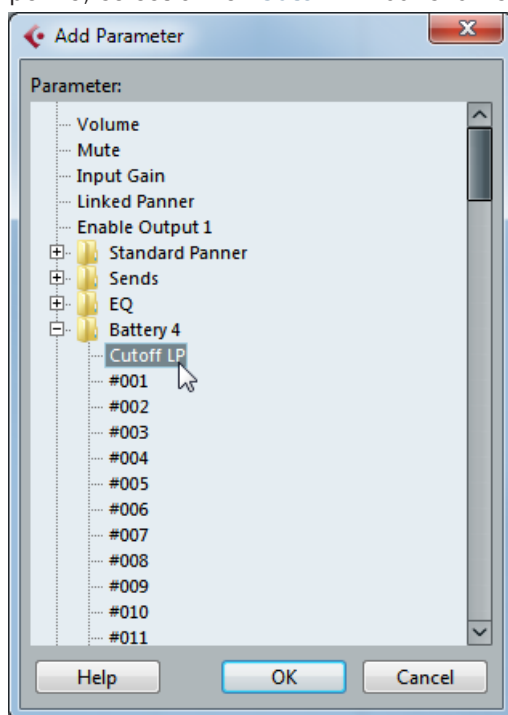 Add Parameter
Parameter:
Volume
Mute
Input Gain
Linked Panner
Enable Output 1
Standard Panner
Sends
EQ
Battery 4
Cutoff LP
#001
#002
#003
#004
#005
#006
#007
#008
#009
#010
#011
Help OK Cancel